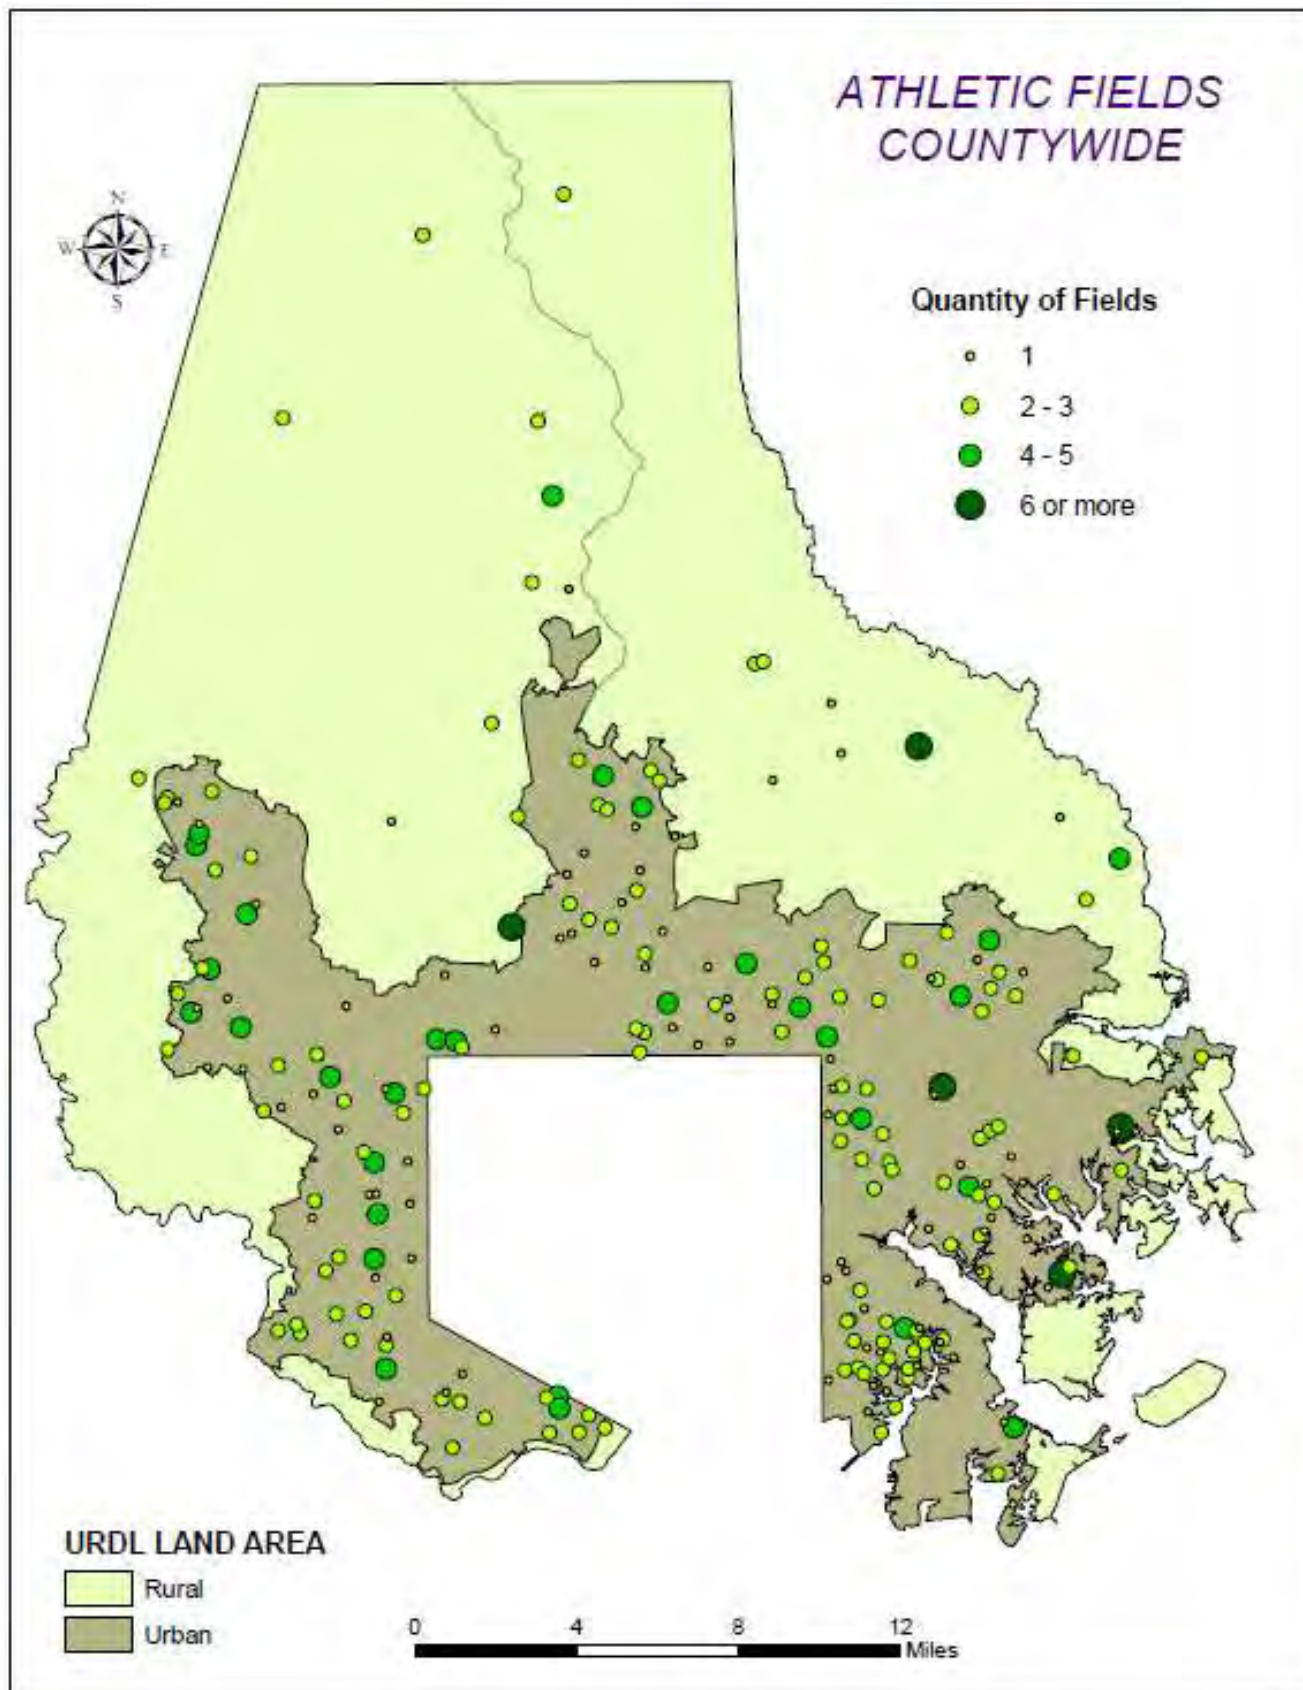 ATHLETIC FIELDS
COUNTYWIDE
N
W E
S
Quantity of Fields
1
2 - 3
4 - 5
6 or more
URDL LAND AREA
Rural
Urban
0 4 8 12
Miles